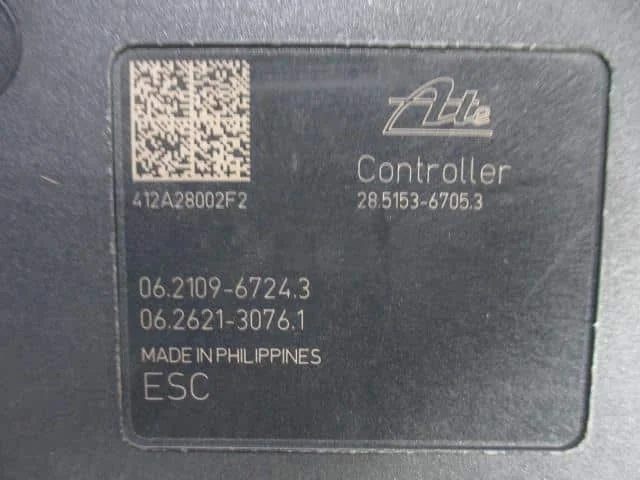 Ate
412A28002F2
Controller
28.5153-6705.3
06.2109-6724.3
06.2621-3076.1
MADE IN PHILIPPINES
ESC